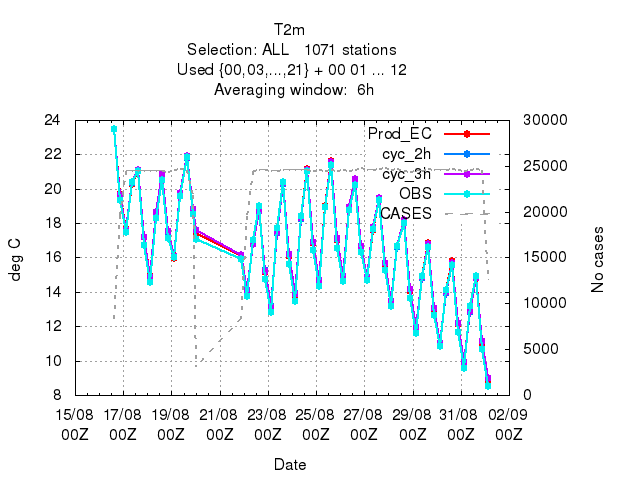 T2m
Selection: ALL   1071 stations
Used {00,03,...,21} + 00 01 ... 12
Averaging window:  6h
24
22
20
18
16
14
12
10
8
deg C
30000
25000
20000
15000
10000
5000
0
No cases
Prod_EC
cyc_2h
cyc_3h
OBS
CASES
15/08 17/08 19/08 21/08 23/08 25/08 27/08 29/08 31/08 02/09
00Z 00Z 00Z 00Z 00Z 00Z 00Z 00Z 00Z 00Z
Date